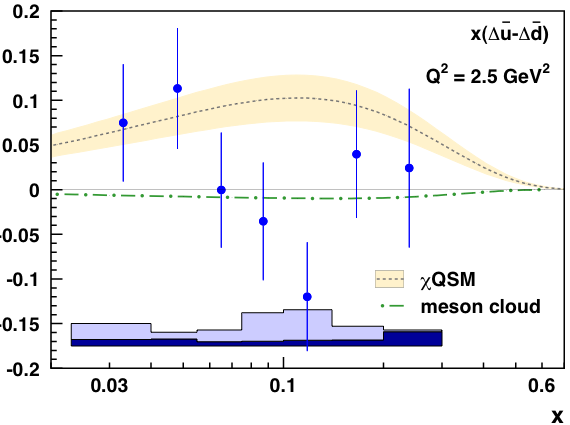 x(Δū-Δd̄)
Q² = 2.5 GeV²
0.2
0.15
0.1
0.05
0
-0.05
-0.1
-0.15
-0.2
χQSM
meson cloud
0.03
0.1
0.6
x